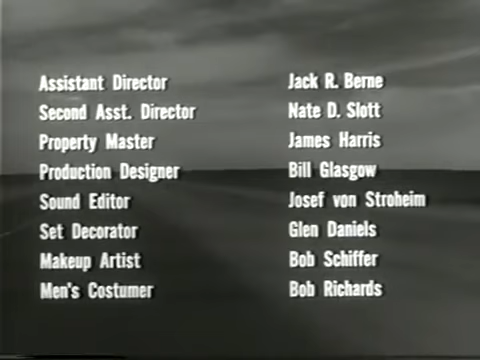 Assistant Director Jack R. Berne
Second Asst. Director Nate D. Slott
Property Master James Harris
Production Designer Bill Glasgow
Sound Editor Josef von Stroheim
Set Decorator Glen Daniels
Makeup Artist Bob Schiffer
Men's Costumer Bob Richards